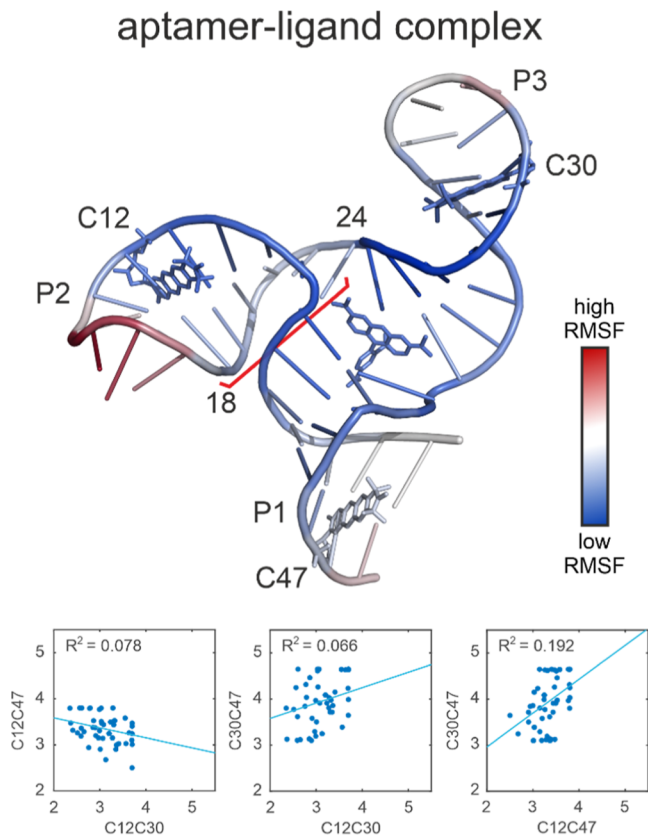 aptamer-ligand complex
P3
C30
24
C12
P2
high
RMSF
18
P1
low
RMSF
C47
R² = 0.078
R² = 0.066
R² = 0.192
5
4
3
2
C12C47
2 3 4 5
C12C30
5
4
3
2
C30C47
2 3 4 5
C12C30
5
4
3
2
C30C47
2 3 4 5
C12C47